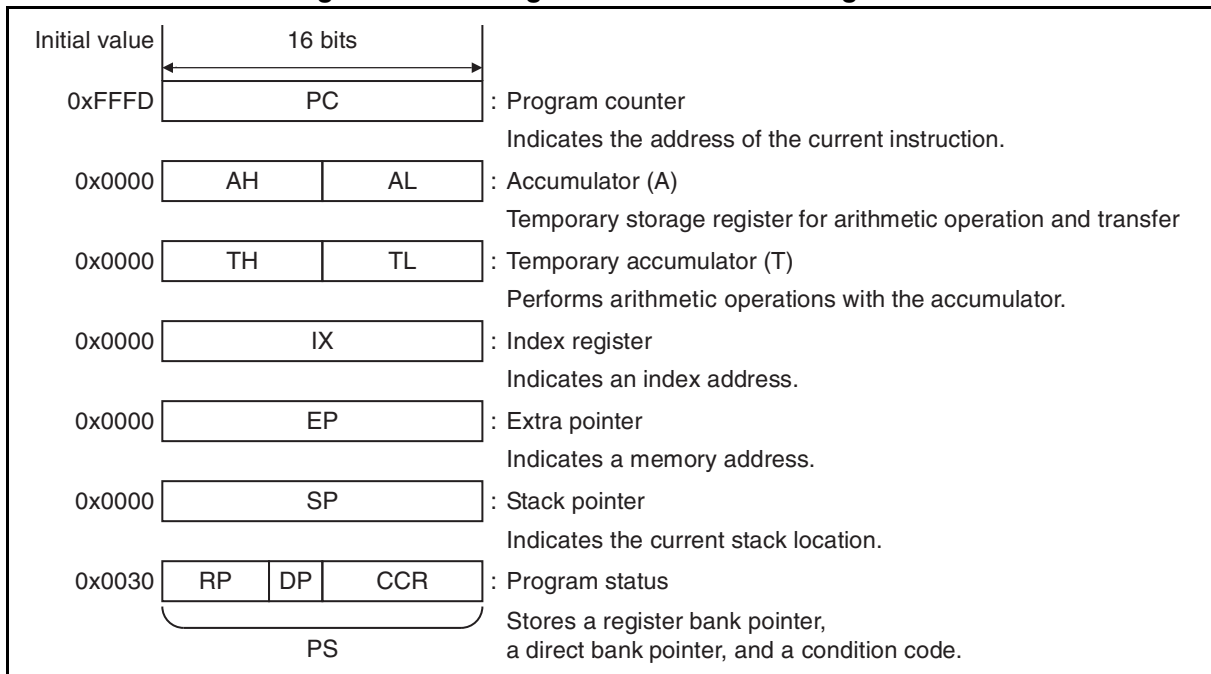 Initial value 16 bits
0xFFFD PC : Program counter
Indicates the address of the current instruction.
0x0000 AH AL : Accumulator (A)
Temporary storage register for arithmetic operation and transfer
0x0000 TH TL : Temporary accumulator (T)
Performs arithmetic operations with the accumulator.
0x0000 IX : Index register
Indicates an index address.
0x0000 EP : Extra pointer
Indicates a memory address.
0x0000 SP : Stack pointer
Indicates the current stack location.
0x0030 RP DP CCR : Program status
Stores a register bank pointer,
PS a direct bank pointer, and a condition code.